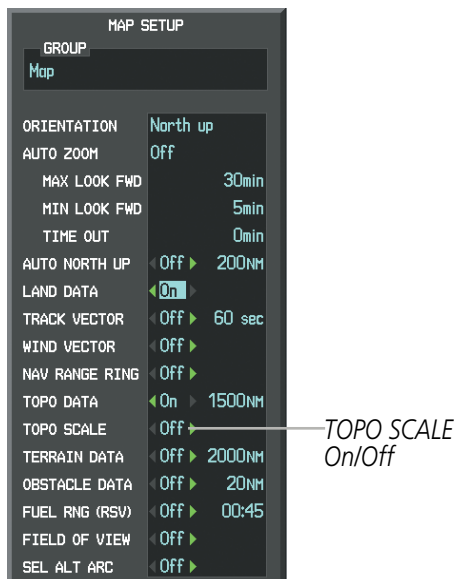 MAP SETUP
GROUP
Map
ORIENTATION North up
AUTO ZOOM Off
MAX LOOK FWD 30min
MIN LOOK FWD 5min
TIME OUT 0min
AUTO NORTH UP Off 200NM
LAND DATA On
TRACK VECTOR Off 60 sec
WIND VECTOR Off
NAV RANGE RING Off
TOPO DATA On 1500NM
TOPO SCALE Off
TOPO SCALE
On/Off
TERRAIN DATA Off 2000NM
OBSTACLE DATA Off 20NM
FUEL RNG (RSV) Off 00:45
FIELD OF VIEW Off
SEL ALT ARC Off